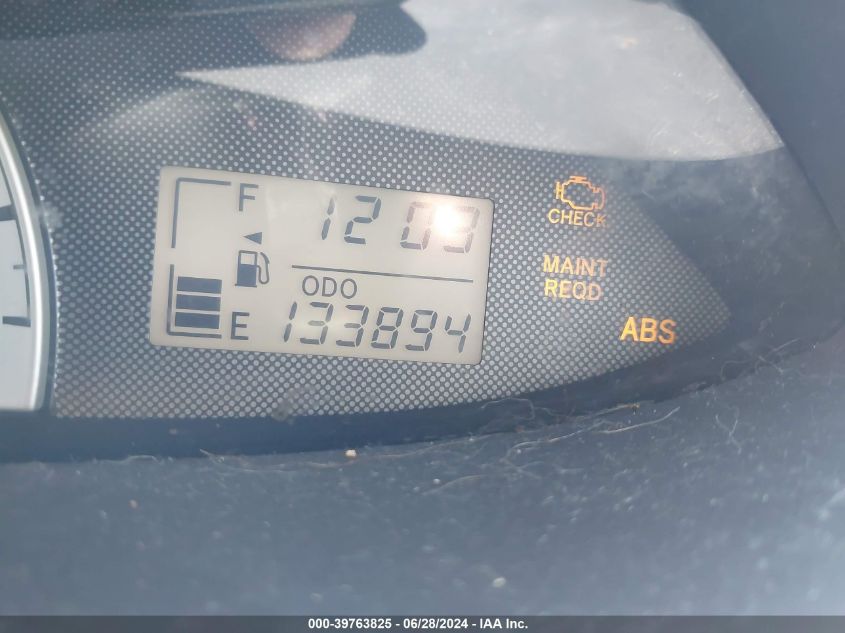 F 12 03
ODO
E 133894
CHECK
MAINT
REQD
ABS
000-39763825 - 06/28/2024 - IAA Inc.